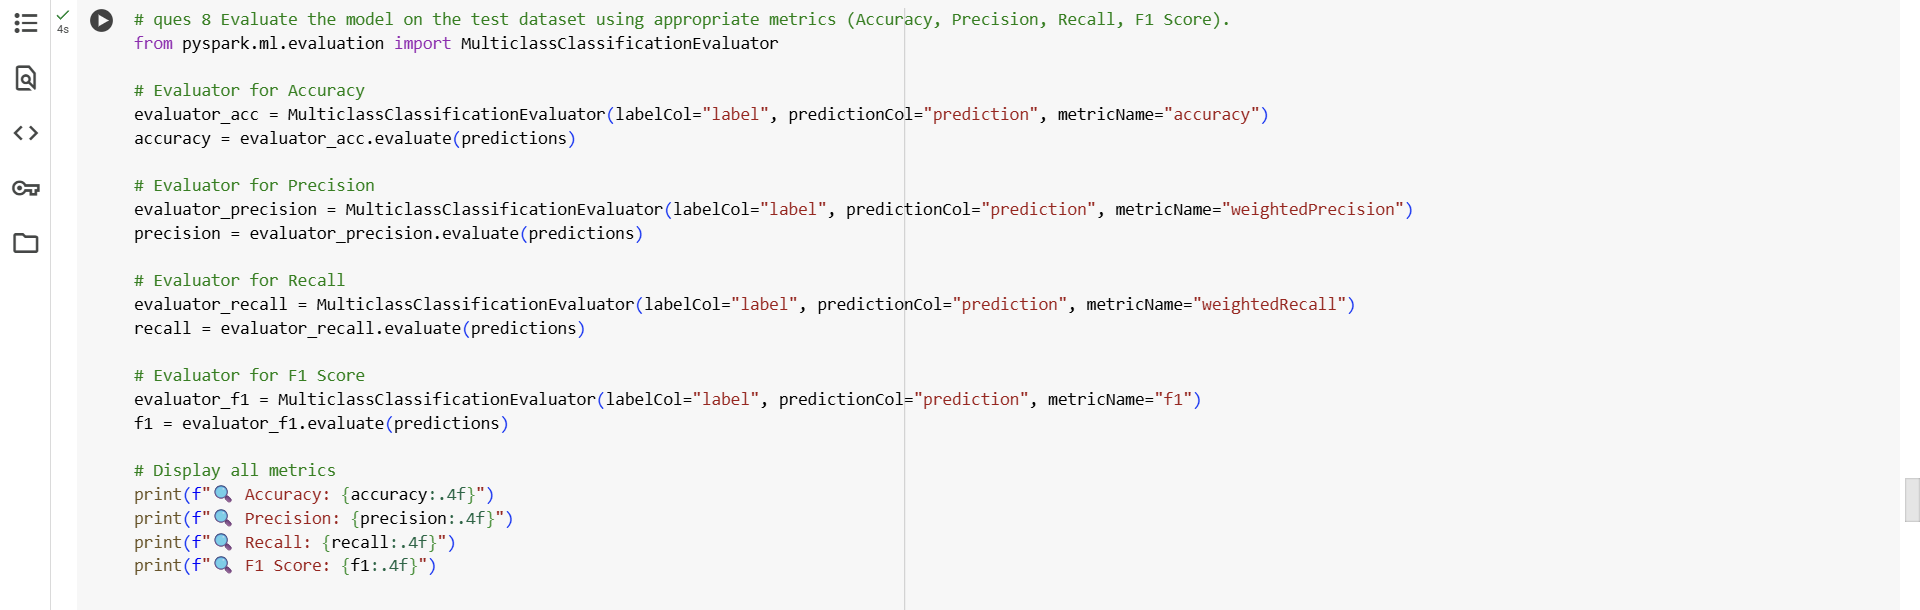 4s
# ques 8 Evaluate the model on the test dataset using appropriate metrics (Accuracy, Precision, Recall, F1 Score).
from pyspark.ml.evaluation import MulticlassClassificationEvaluator
# Evaluator for Accuracy
evaluator_acc = MulticlassClassificationEvaluator(labelCol="label", predictionCol="prediction", metricName="accuracy")
accuracy = evaluator_acc.evaluate(predictions)
# Evaluator for Precision
evaluator_precision = MulticlassClassificationEvaluator(labelCol="label", predictionCol="prediction", metricName="weightedPrecision")
precision = evaluator_precision.evaluate(predictions)
# Evaluator for Recall
evaluator_recall = MulticlassClassificationEvaluator(labelCol="label", predictionCol="prediction", metricName="weightedRecall")
recall = evaluator_recall.evaluate(predictions)
# Evaluator for F1 Score
evaluator_f1 = MulticlassClassificationEvaluator(labelCol="label", predictionCol="prediction", metricName="f1")
f1 = evaluator_f1.evaluate(predictions)
# Display all metrics
print(f"🔍 Accuracy: {accuracy:.4f}")
print(f"🔍 Precision: {precision:.4f}")
print(f"🔍 Recall: {recall:.4f}")
print(f"🔍 F1 Score: {f1:.4f}")